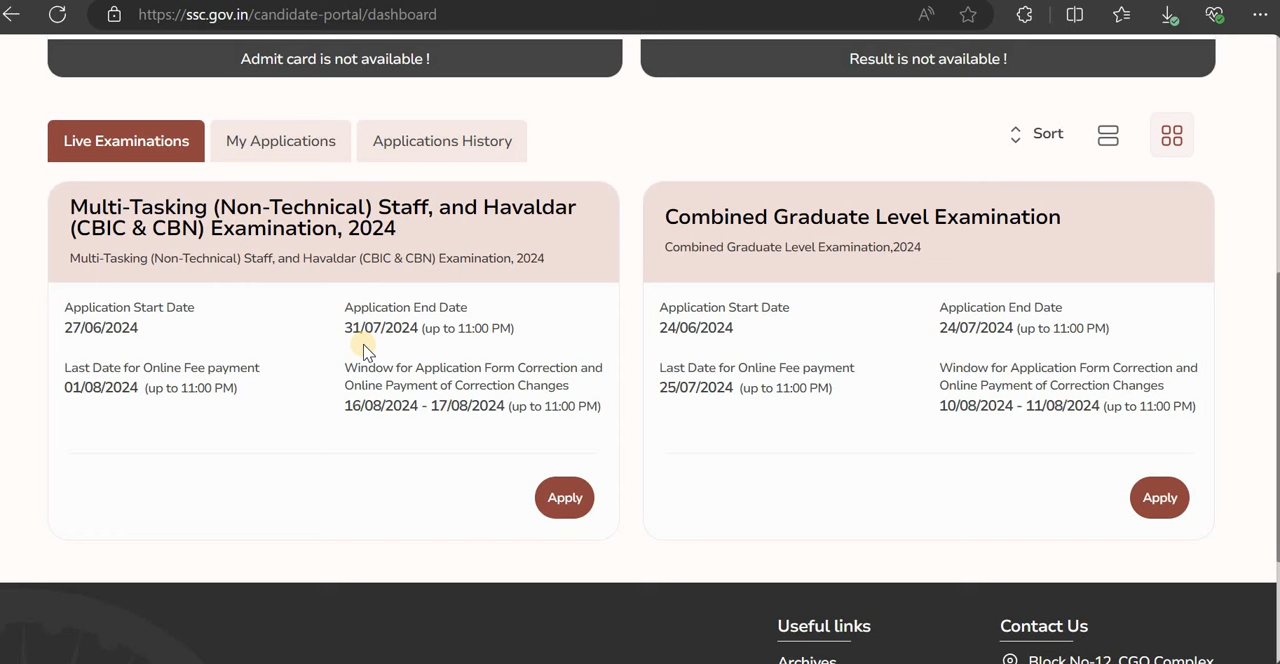 https://ssc.gov.in/candidate-portal/dashboard
Admit card is not available !
Result is not available !
Live Examinations
My Applications
Applications History
Sort
Multi-Tasking (Non-Technical) Staff, and Havaldar
(CBIC & CBN) Examination, 2024
Multi-Tasking (Non-Technical) Staff, and Havaldar (CBIC & CBN) Examination, 2024
Application Start Date
27/06/2024
Application End Date
31/07/2024 (up to 11:00 PM)
Last Date for Online Fee payment
01/08/2024 (up to 11:00 PM)
Window for Application Form Correction and
Online Payment of Correction Changes
16/08/2024 - 17/08/2024 (up to 11:00 PM)
Apply
Combined Graduate Level Examination
Combined Graduate Level Examination,2024
Application Start Date
24/06/2024
Application End Date
24/07/2024 (up to 11:00 PM)
Last Date for Online Fee payment
25/07/2024 (up to 11:00 PM)
Window for Application Form Correction and
Online Payment of Correction Changes
10/08/2024 - 11/08/2024 (up to 11:00 PM)
Apply
Useful links
Archives
Contact Us
Block No-12, CGO Complex